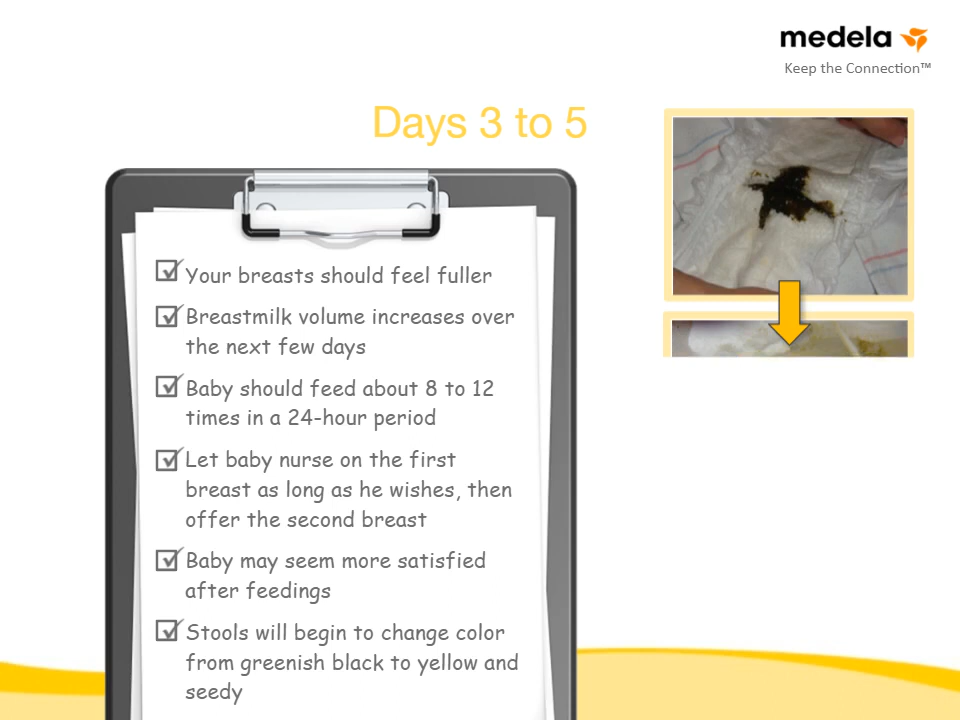 medela
Keep the Connection™
Days 3 to 5
Your breasts should feel fuller
Breastmilk volume increases over
the next few days
Baby should feed about 8 to 12
times in a 24-hour period
Let baby nurse on the first
breast as long as he wishes, then
offer the second breast
Baby may seem more satisfied
after feedings
Stools will begin to change color
from greenish black to yellow and
seedy